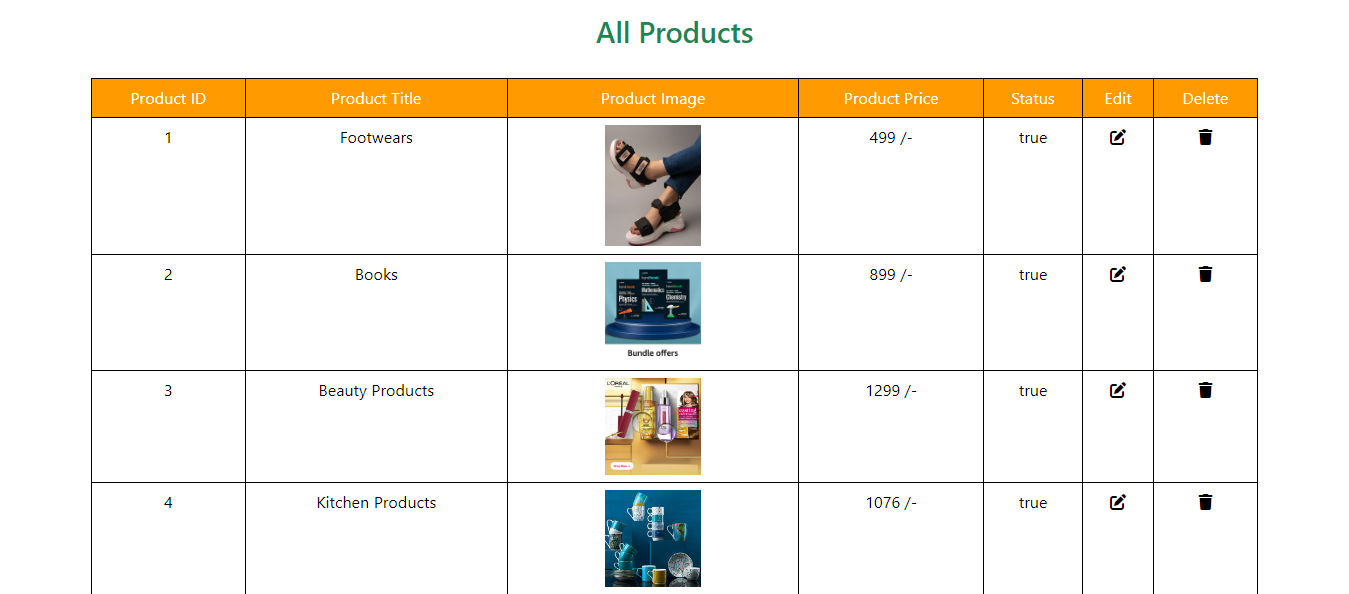 All Products
Product ID Product Title Product Image Product Price Status Edit Delete
1 Footwears 499 /- true
2 Books 899 /- true
Physics
Mathematics
Chemistry
Bundle offers
3 Beauty Products 1299 /- true
L'ORÉAL
4 Kitchen Products 1076 /- true